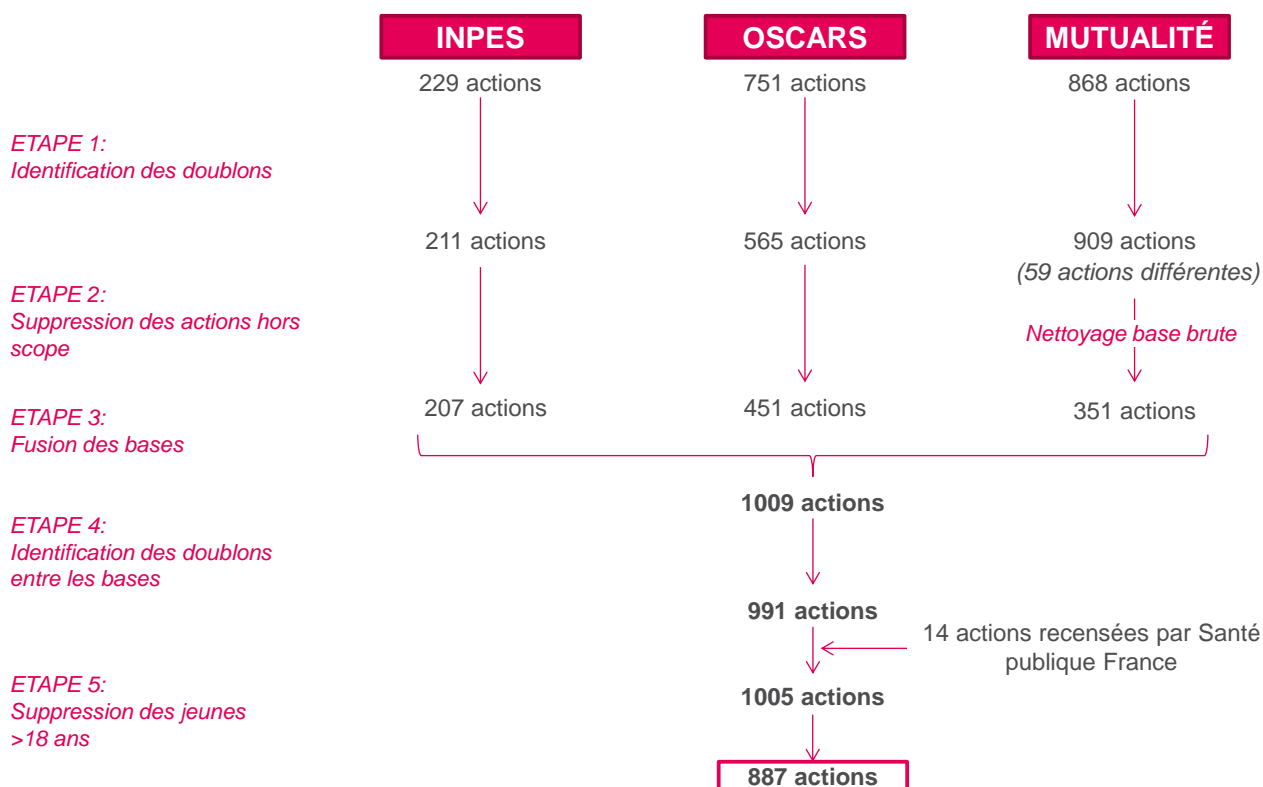 INPES
OSCARS
MUTUALITÉ
229 actions
751 actions
868 actions
ETAPE 1:
Identification des doublons
211 actions
565 actions
909 actions
(59 actions différentes)
ETAPE 2:
Suppression des actions hors
scope
Nettoyage base brute
207 actions
451 actions
351 actions
ETAPE 3:
Fusion des bases
1009 actions
ETAPE 4:
Identification des doublons
entre les bases
991 actions
14 actions recensées par Santé
publique France
ETAPE 5:
Suppression des jeunes
>18 ans
1005 actions
887 actions